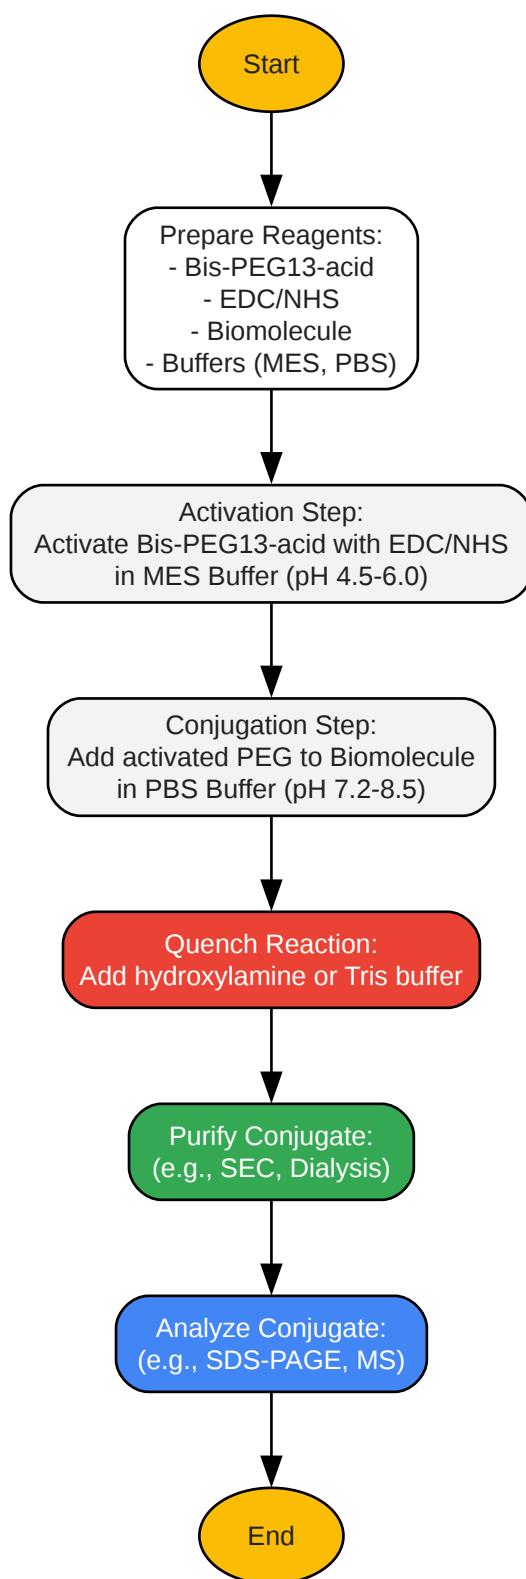 Start
Prepare Reagents:
- Bis-PEG13-acid
- EDC/NHS
- Biomolecule
- Buffers (MES, PBS)
Activation Step:
Activate Bis-PEG13-acid with EDC/NHS
in MES Buffer (pH 4.5-6.0)
Conjugation Step:
Add activated PEG to Biomolecule
in PBS Buffer (pH 7.2-8.5)
Quench Reaction:
Add hydroxylamine or Tris buffer
Purify Conjugate:
(e.g., SEC, Dialysis)
Analyze Conjugate:
(e.g., SDS-PAGE, MS)
End